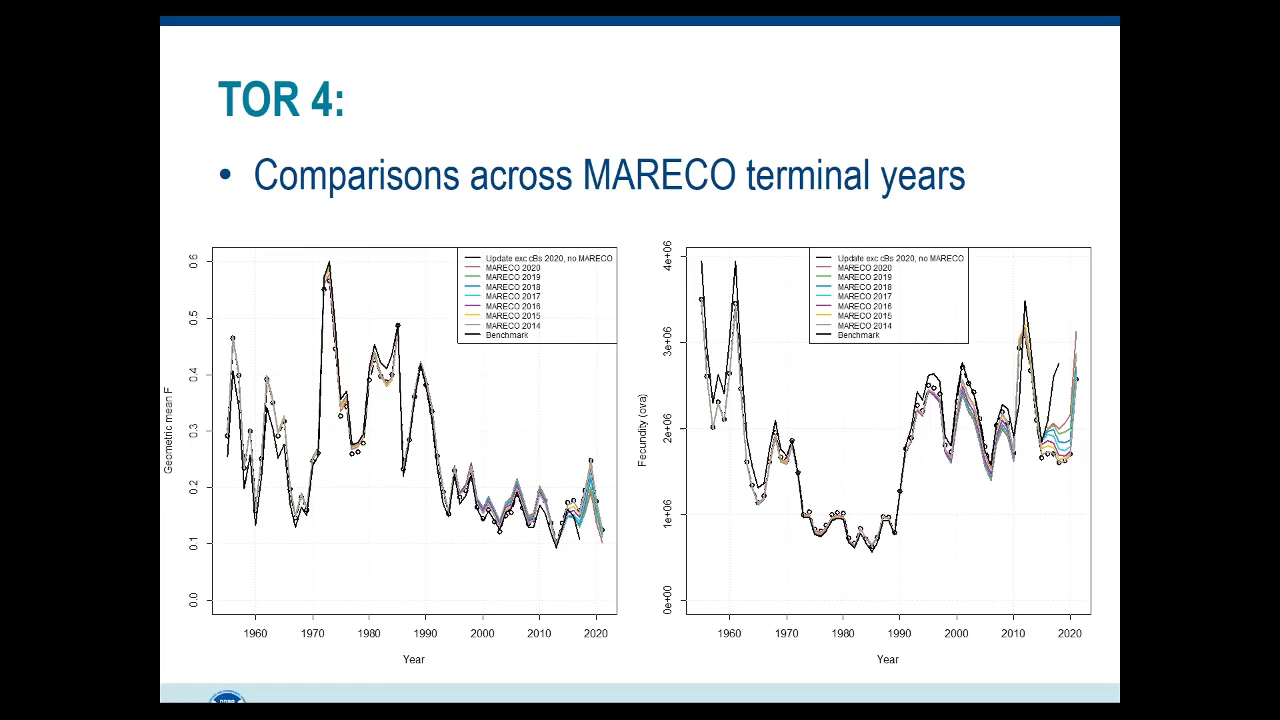 TOR 4:
• Comparisons across MARECO terminal years
Geometric mean F
0.6
0.5
0.4
0.3
0.2
0.1
0.0
Update exc cBs 2020, no MARECO
MARECO 2020
MARECO 2019
MARECO 2018
MARECO 2017
MARECO 2016
MARECO 2015
MARECO 2014
Benchmark
1960 1970 1980 1990 2000 2010 2020
Year
Fecundity (ova)
4e+06
3e+06
2e+06
1e+06
0e+00
Update exc cBs 2020, no MARECO
MARECO 2020
MARECO 2019
MARECO 2018
MARECO 2017
MARECO 2016
MARECO 2015
MARECO 2014
Benchmark
1960 1970 1980 1990 2000 2010 2020
Year